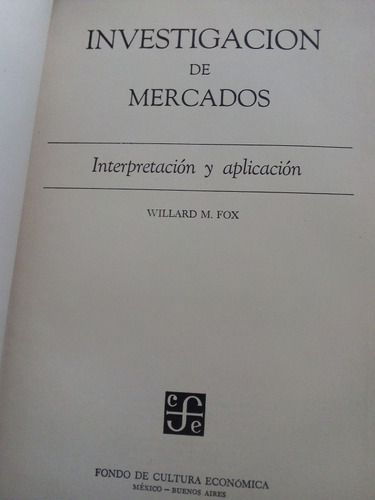 INVESTIGACION
DE
MERCADOS
Interpretación y aplicación
WILLARD M. FOX
c f e
FONDO DE CULTURA ECONÓMICA
MÉXICO – BUENOS AIRES